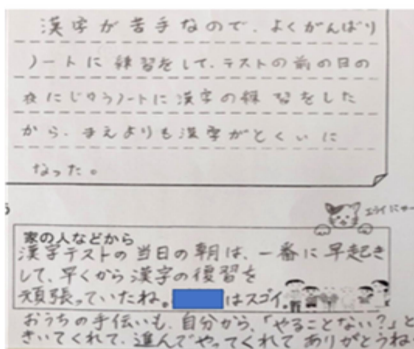 漢字が苦手なので、よくがんばり
ノートに練習をして、テストの前の日の
夜にじゆうノートに漢字の練習をした
から、まえよりも漢字がとくいに
なった。
エライにゃー
家の人などから
漢字テストの当日の朝は、一番に早起き
して、早くから漢字の復習を
頑張っていたね。はスゴイ。
おうちの手伝いも、自分から、「やることない?」と
きいてくれて、進んでやってくれてありがとうね